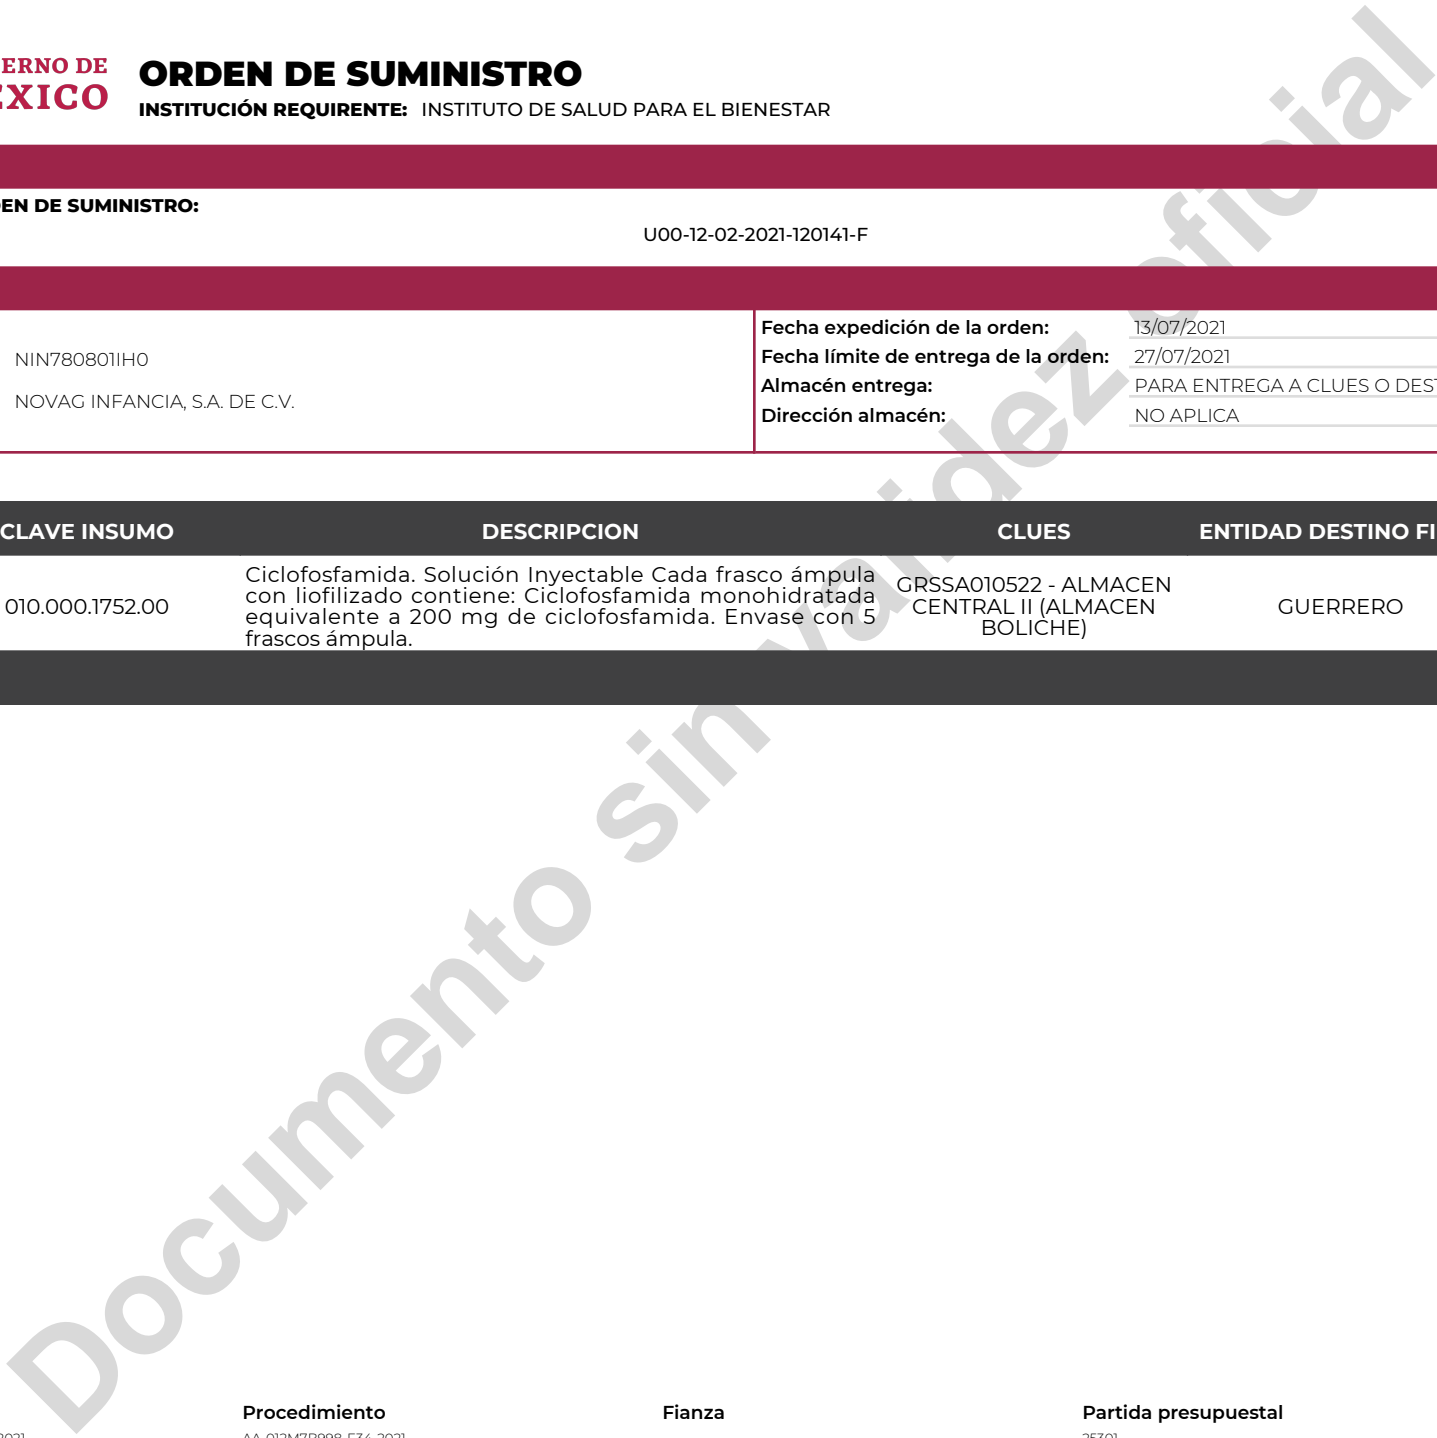 ERNO DE
EXICO
ORDEN DE SUMINISTRO
INSTITUCIÓN REQUIRENTE: INSTITUTO DE SALUD PARA EL BIENESTAR
EN DE SUMINISTRO:
U00-12-02-2021-120141-F
NIN780801IH0
NOVAG INFANCIA, S.A. DE C.V.
Fecha expedición de la orden: 13/07/2021
Fecha límite de entrega de la orden: 27/07/2021
Almacén entrega: PARA ENTREGA A CLUES O DEST
Dirección almacén: NO APLICA
CLAVE INSUMO DESCRIPCION CLUES ENTIDAD DESTINO FI
010.000.1752.00
Ciclofosfamida. Solución Inyectable Cada frasco ámpula
con liofilizado contiene: Ciclofosfamida monohidratada
equivalente a 200 mg de ciclofosfamida. Envase con 5
frascos ámpula.
GRSSA010522 - ALMACEN
CENTRAL II (ALMACEN
BOLICHE)
GUERRERO
Documento sin validez oficial
Procedimiento Fianza Partida presupuestal